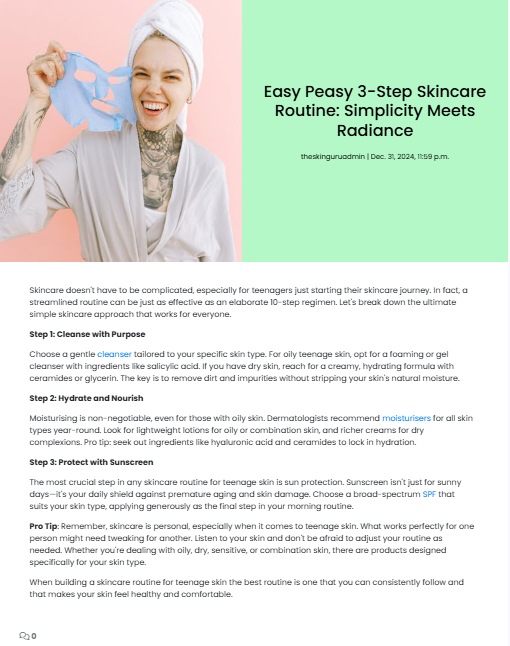 Easy Peasy 3-Step Skincare
Routine: Simplicity Meets
Radiance
theskinguruadmin | Dec. 31, 2024, 11:59 p.m.
Skincare doesn't have to be complicated, especially for teenagers just starting their skincare journey. In fact, a
streamlined routine can be just as effective as an elaborate 10-step regimen. Let's break down the ultimate
simple skincare approach that works for everyone.
Step 1: Cleanse with Purpose
Choose a gentle cleanser tailored to your specific skin type. For oily teenage skin, opt for a foaming or gel
cleanser with ingredients like salicylic acid. If you have dry skin, reach for a creamy, hydrating formula with
ceramides or glycerin. The key is to remove dirt and impurities without stripping your skin's natural moisture.
Step 2: Hydrate and Nourish
Moisturising is non-negotiable, even for those with oily skin. Dermatologists recommend moisturisers for all skin
types year-round. Look for lightweight lotions for oily or combination skin, and richer creams for dry
complexions. Pro tip: seek out ingredients like hyaluronic acid and ceramides to lock in hydration.
Step 3: Protect with Sunscreen
The most crucial step in any skincare routine for teenage skin is sun protection. Sunscreen isn't just for sunny
days—it's your daily shield against premature aging and skin damage. Choose a broad-spectrum SPF that
suits your skin type, applying generously as the final step in your morning routine.
Pro Tip: Remember, skincare is personal, especially when it comes to teenage skin. What works perfectly for one
person might need tweaking for another. Listen to your skin and don't be afraid to adjust your routine as
needed. Whether you're dealing with oily, dry, sensitive, or combination skin, there are products designed
specifically for your skin type.
When building a skincare routine for teenage skin the best routine is one that you can consistently follow and
that makes your skin feel healthy and comfortable.
0